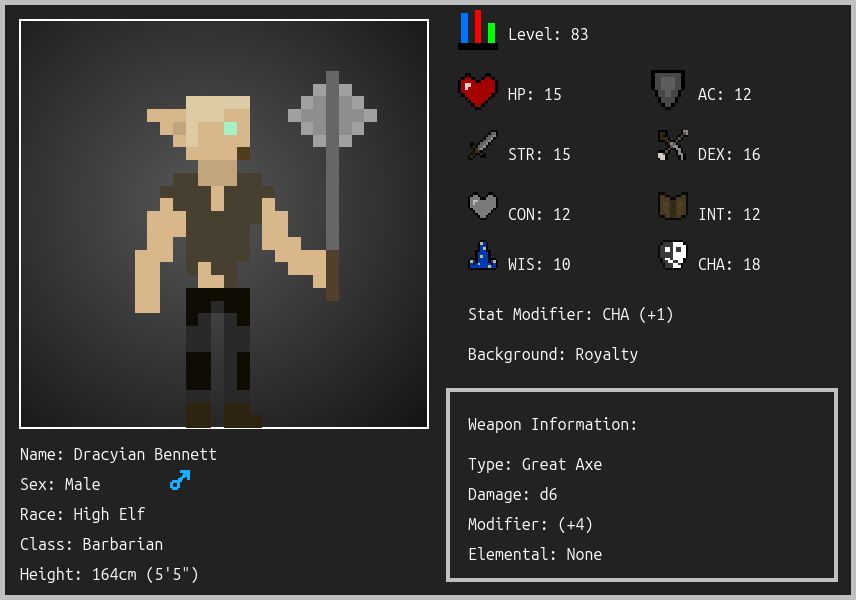 Level: 83
HP: 15
AC: 12
STR: 15
DEX: 16
CON: 12
INT: 12
WIS: 10
CHA: 18
Stat Modifier: CHA (+1)
Background: Royalty
Weapon Information:
Type: Great Axe
Damage: d6
Modifier: (+4)
Elemental: None
Name: Dracyian Bennett
Sex: Male
Race: High Elf
Class: Barbarian
Height: 164cm (5'5")